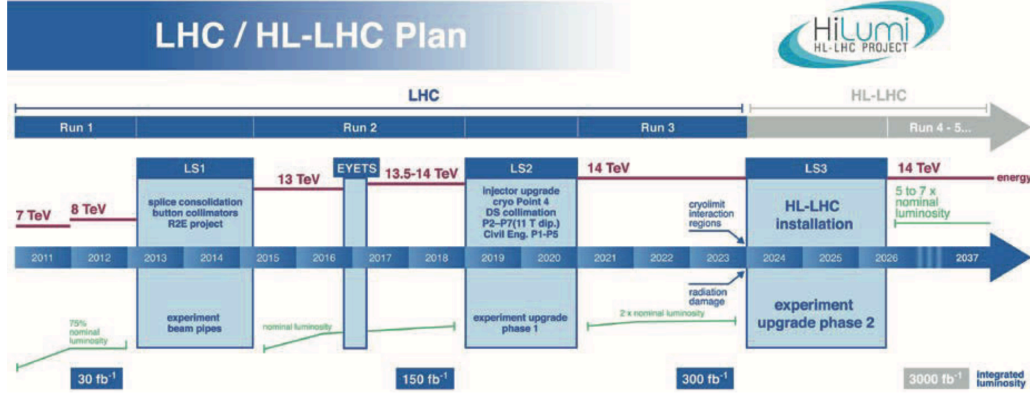 LHC / HL-LHC Plan
HiLumi
HL-LHC PROJECT
LHC
HL-LHC
Run 1
Run 2
Run 3
Run 4 - 5...
LS1
EYETS
LS2
LS3
7 TeV
8 TeV
13 TeV
13.5-14 TeV
14 TeV
14 TeV
energy
splice consolidation
button collimators
R2E project
injector upgrade
cryo Point 4
DS collimation
P2-P7(11 T dip.)
Civil Eng. P1-P5
cryolimit
interaction
regions
HL-LHC
installation
5 to 7 x
nominal
luminosity
2011 2012 2013 2014 2015 2016 2017 2018 2019 2020 2021 2022 2023 2024 2025 2026 2037
radiation
damage
75%
nominal
luminosity
experiment
beam pipes
nominal luminosity
experiment upgrade
phase 1
2 x nominal luminosity
experiment
upgrade phase 2
30 fb-1
150 fb-1
300 fb-1
3000 fb-1
integrated
luminosity